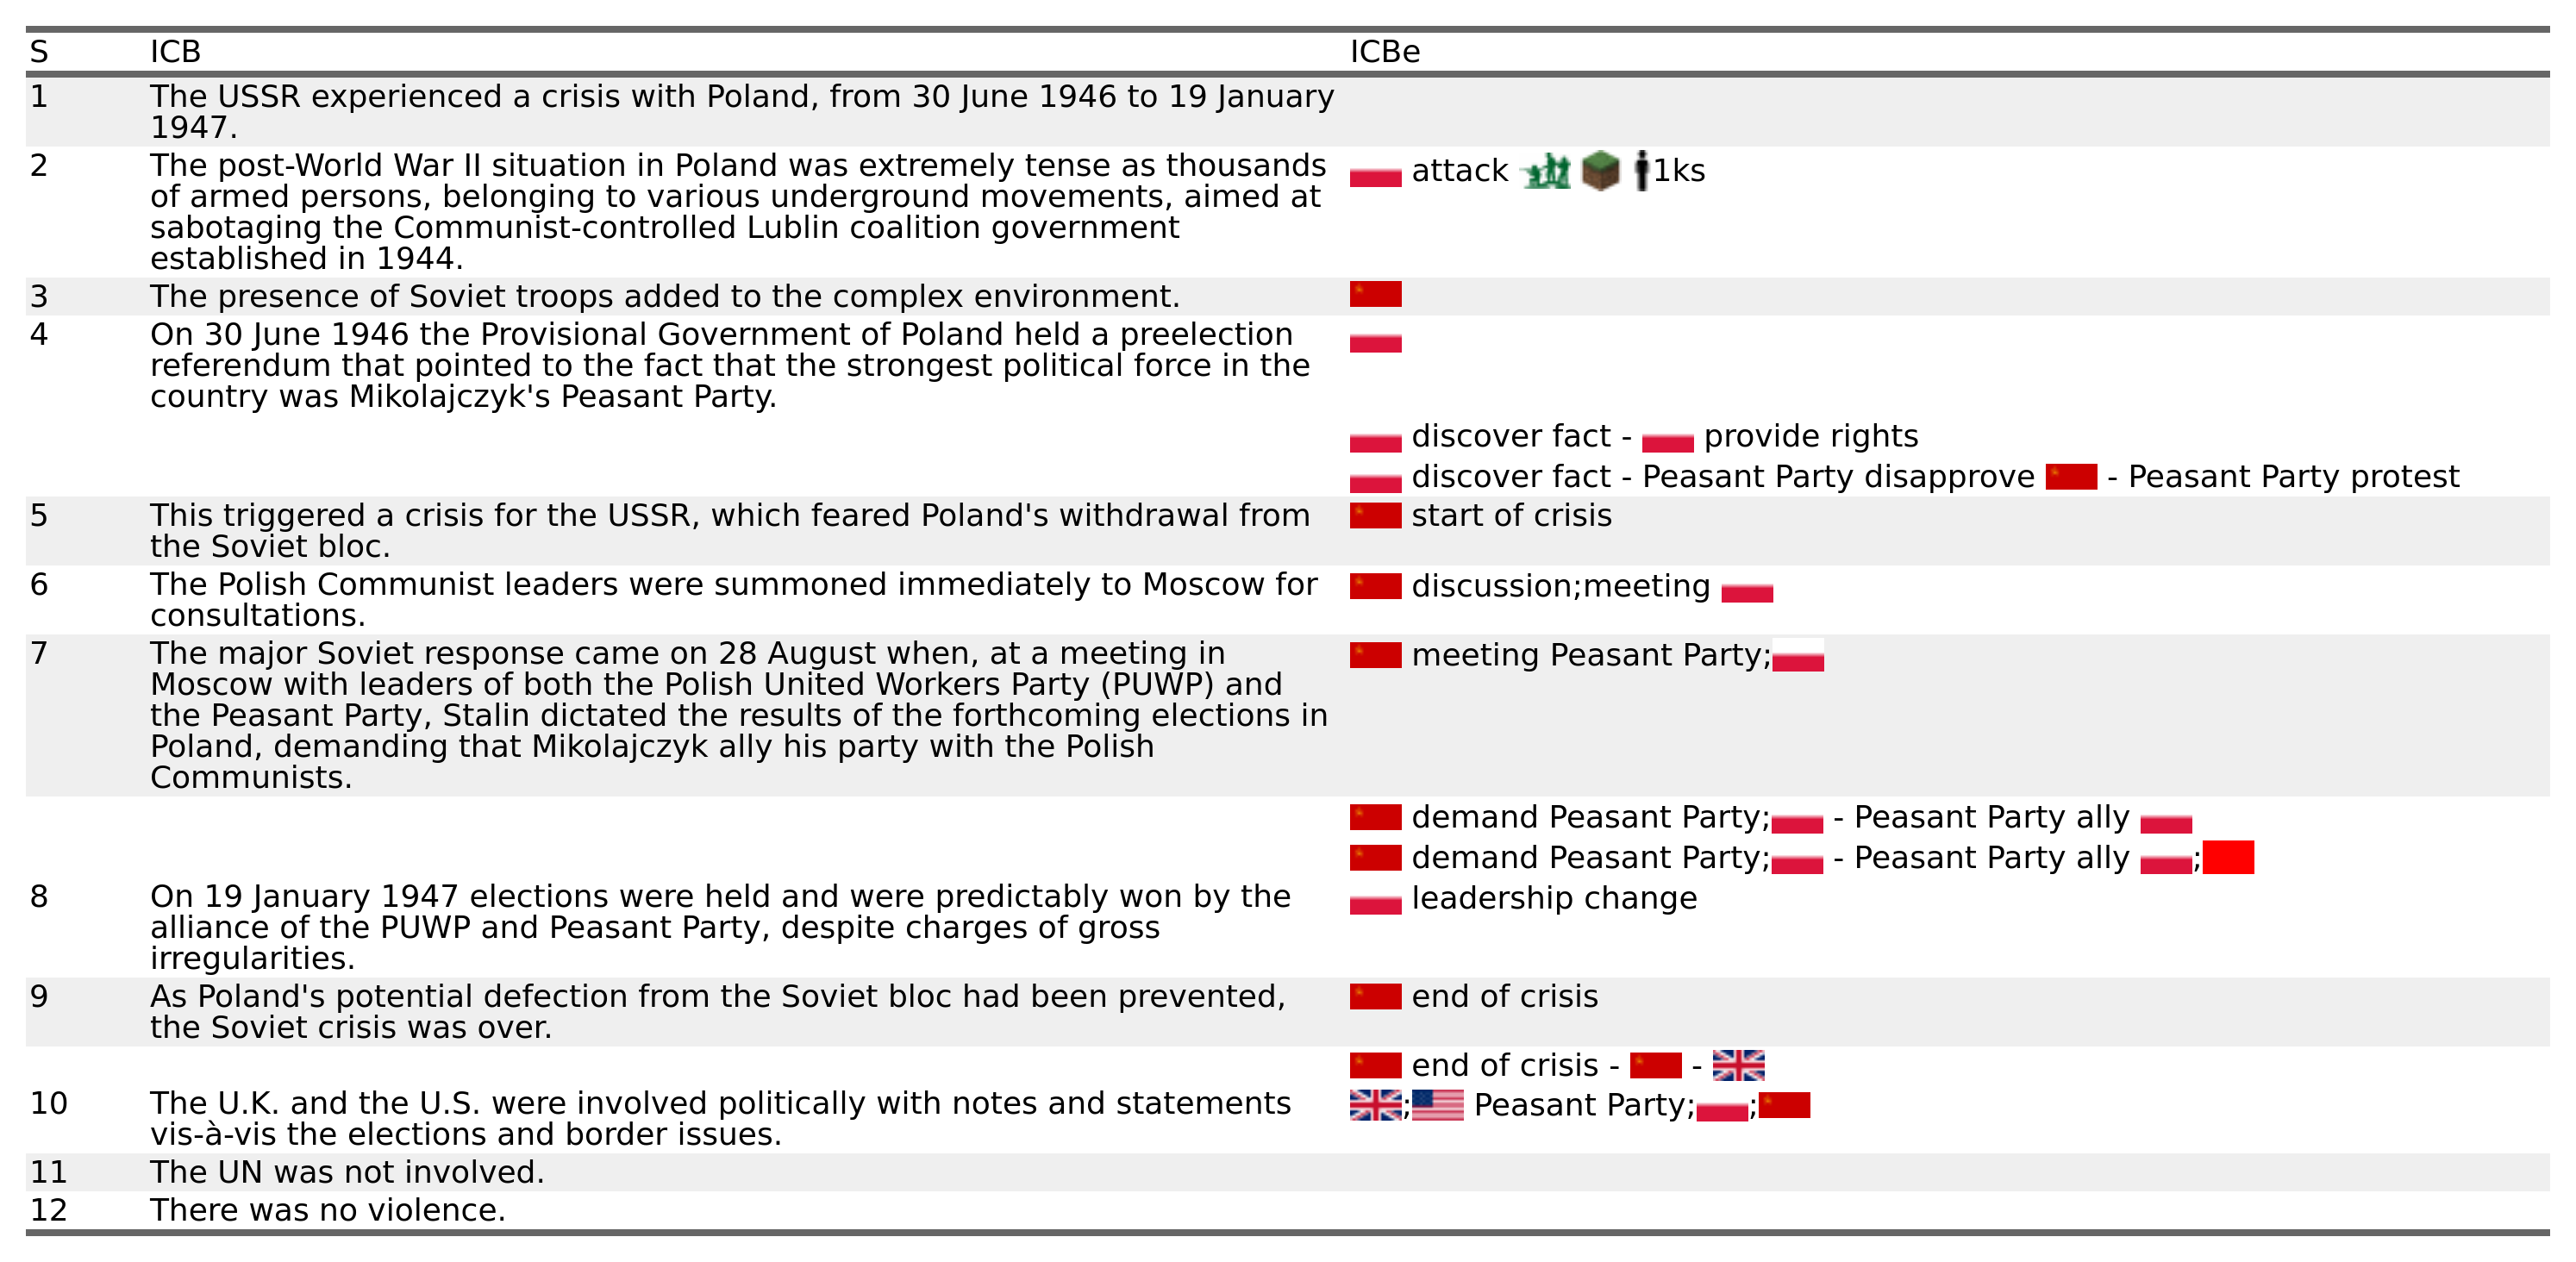 S ICB ICBe
1 The USSR experienced a crisis with Poland, from 30 June 1946 to 19 January
1947.
2 The post-World War II situation in Poland was extremely tense as thousands attack 1ks
of armed persons, belonging to various underground movements, aimed at
sabotaging the Communist-controlled Lublin coalition government
established in 1944.
3 The presence of Soviet troops added to the complex environment.
4 On 30 June 1946 the Provisional Government of Poland held a preelection
referendum that pointed to the fact that the strongest political force in the
country was Mikolajczyk's Peasant Party.
discover fact - provide rights
discover fact - Peasant Party disapprove - Peasant Party protest
5 This triggered a crisis for the USSR, which feared Poland's withdrawal from start of crisis
the Soviet bloc.
6 The Polish Communist leaders were summoned immediately to Moscow for discussion;meeting
consultations.
7 The major Soviet response came on 28 August when, at a meeting in meeting Peasant Party;
Moscow with leaders of both the Polish United Workers Party (PUWP) and
the Peasant Party, Stalin dictated the results of the forthcoming elections in
Poland, demanding that Mikolajczyk ally his party with the Polish
Communists.
demand Peasant Party; - Peasant Party ally
demand Peasant Party; - Peasant Party ally ;
8 On 19 January 1947 elections were held and were predictably won by the leadership change
alliance of the PUWP and Peasant Party, despite charges of gross
irregularities.
9 As Poland's potential defection from the Soviet bloc had been prevented, end of crisis
the Soviet crisis was over.
end of crisis - -
10 The U.K. and the U.S. were involved politically with notes and statements ; Peasant Party; ;
vis-à-vis the elections and border issues.
11 The UN was not involved.
12 There was no violence.